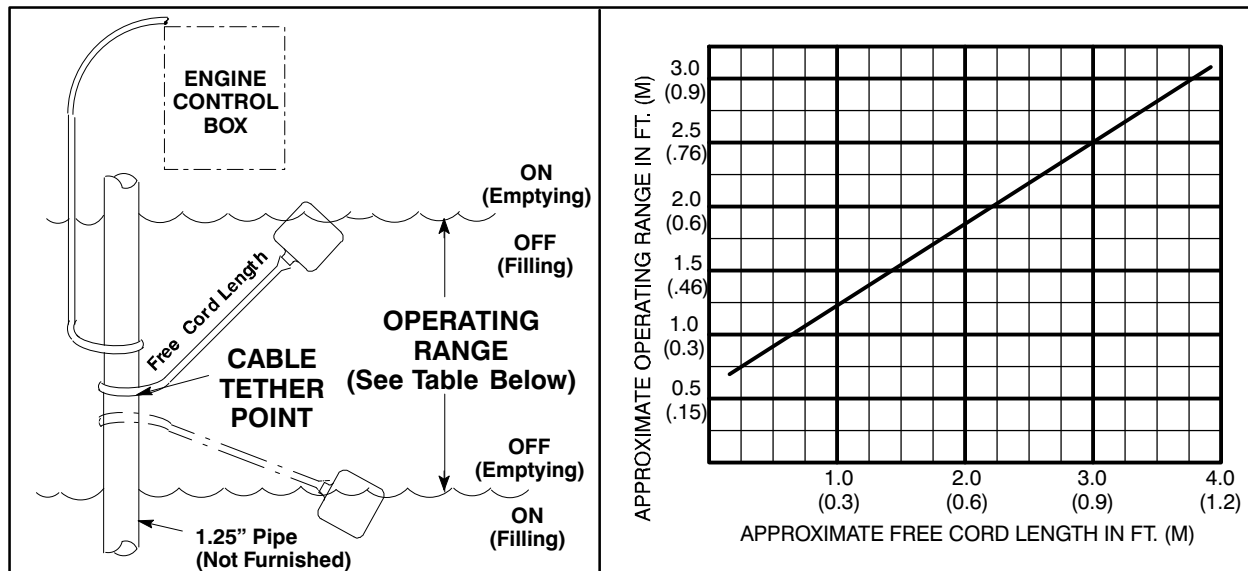 ENGINE
CONTROL
BOX
ON
(Emptying)
OFF
(Filling)
Free Cord Length
OPERATING
RANGE
(See Table Below)
CABLE
TETHER
POINT
OFF
(Emptying)
ON
(Filling)
1.25” Pipe
(Not Furnished)
APPROXIMATE OPERATING RANGE IN FT. (M)
3.0
(0.9)
2.5
(.76)
2.0
(0.6)
1.5
(.46)
1.0
(0.3)
0.5
(.15)
1.0 2.0 3.0 4.0
(0.3) (0.6) (0.9) (1.2)
APPROXIMATE FREE CORD LENGTH IN FT. (M)